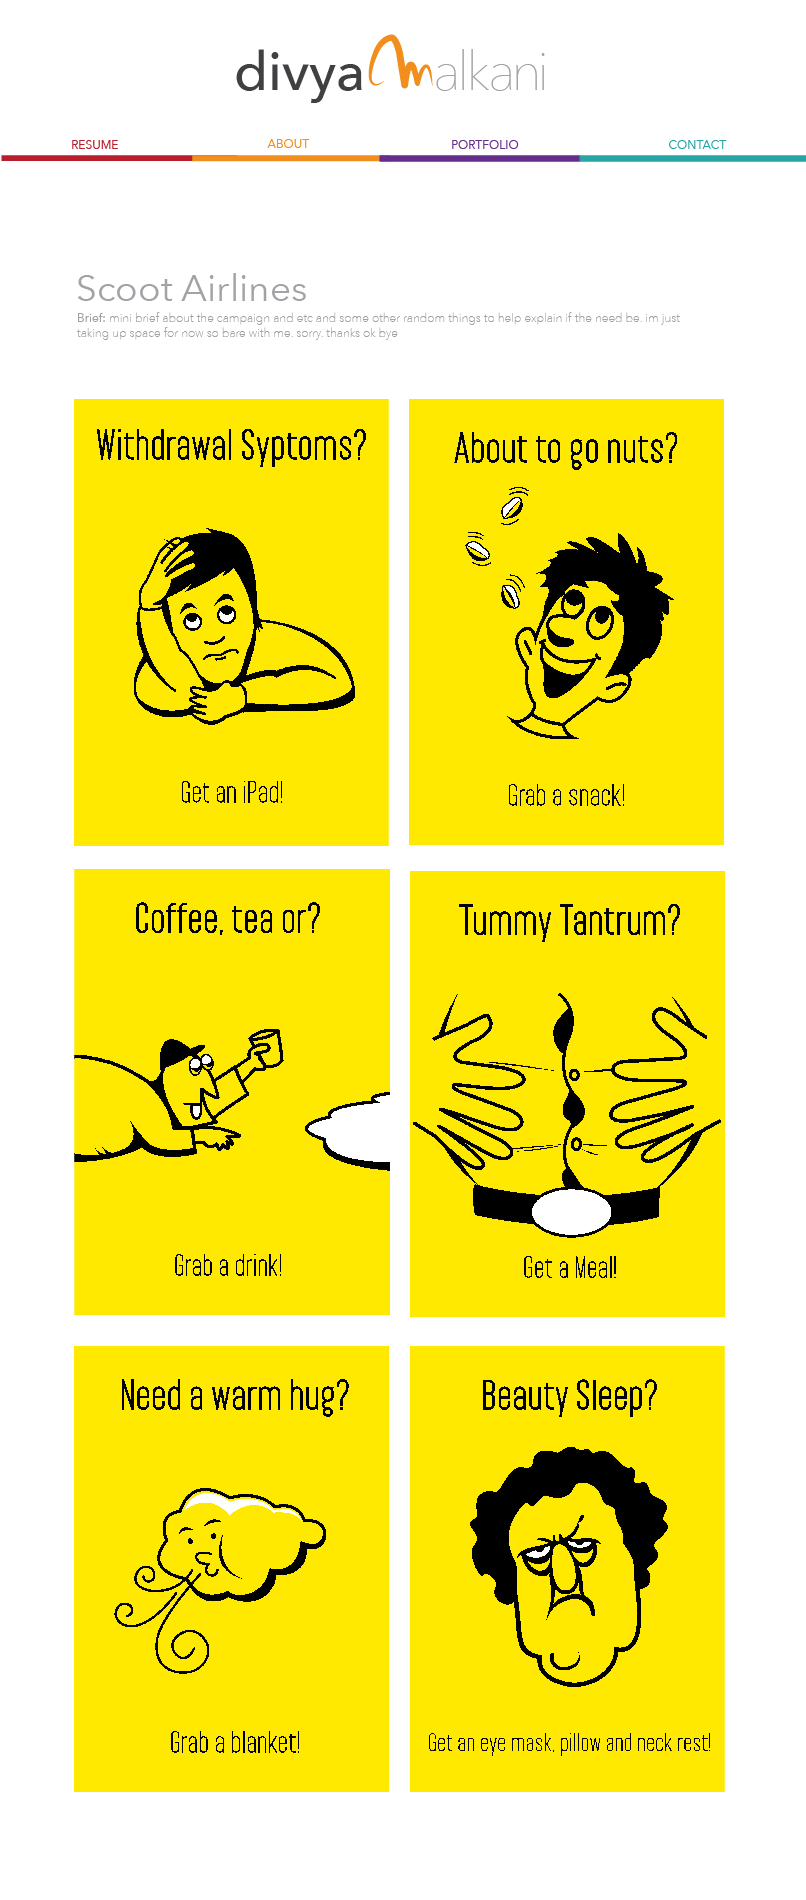 divya malkani
RESUME
ABOUT
PORTFOLIO
CONTACT
Scoot Airlines
Brief: mini brief about the campaign and etc and some other random things to help explain if the need be. im just
taking up space for now so bare with me. sorry. thanks ok bye
Withdrawal Syptoms?
Get an iPad!
About to go nuts?
Grab a snack!
Coffee, tea or?
Grab a drink!
Tummy Tantrum?
Get a Meal!
Need a warm hug?
Grab a blanket!
Beauty Sleep?
Get an eye mask, pillow and neck rest!